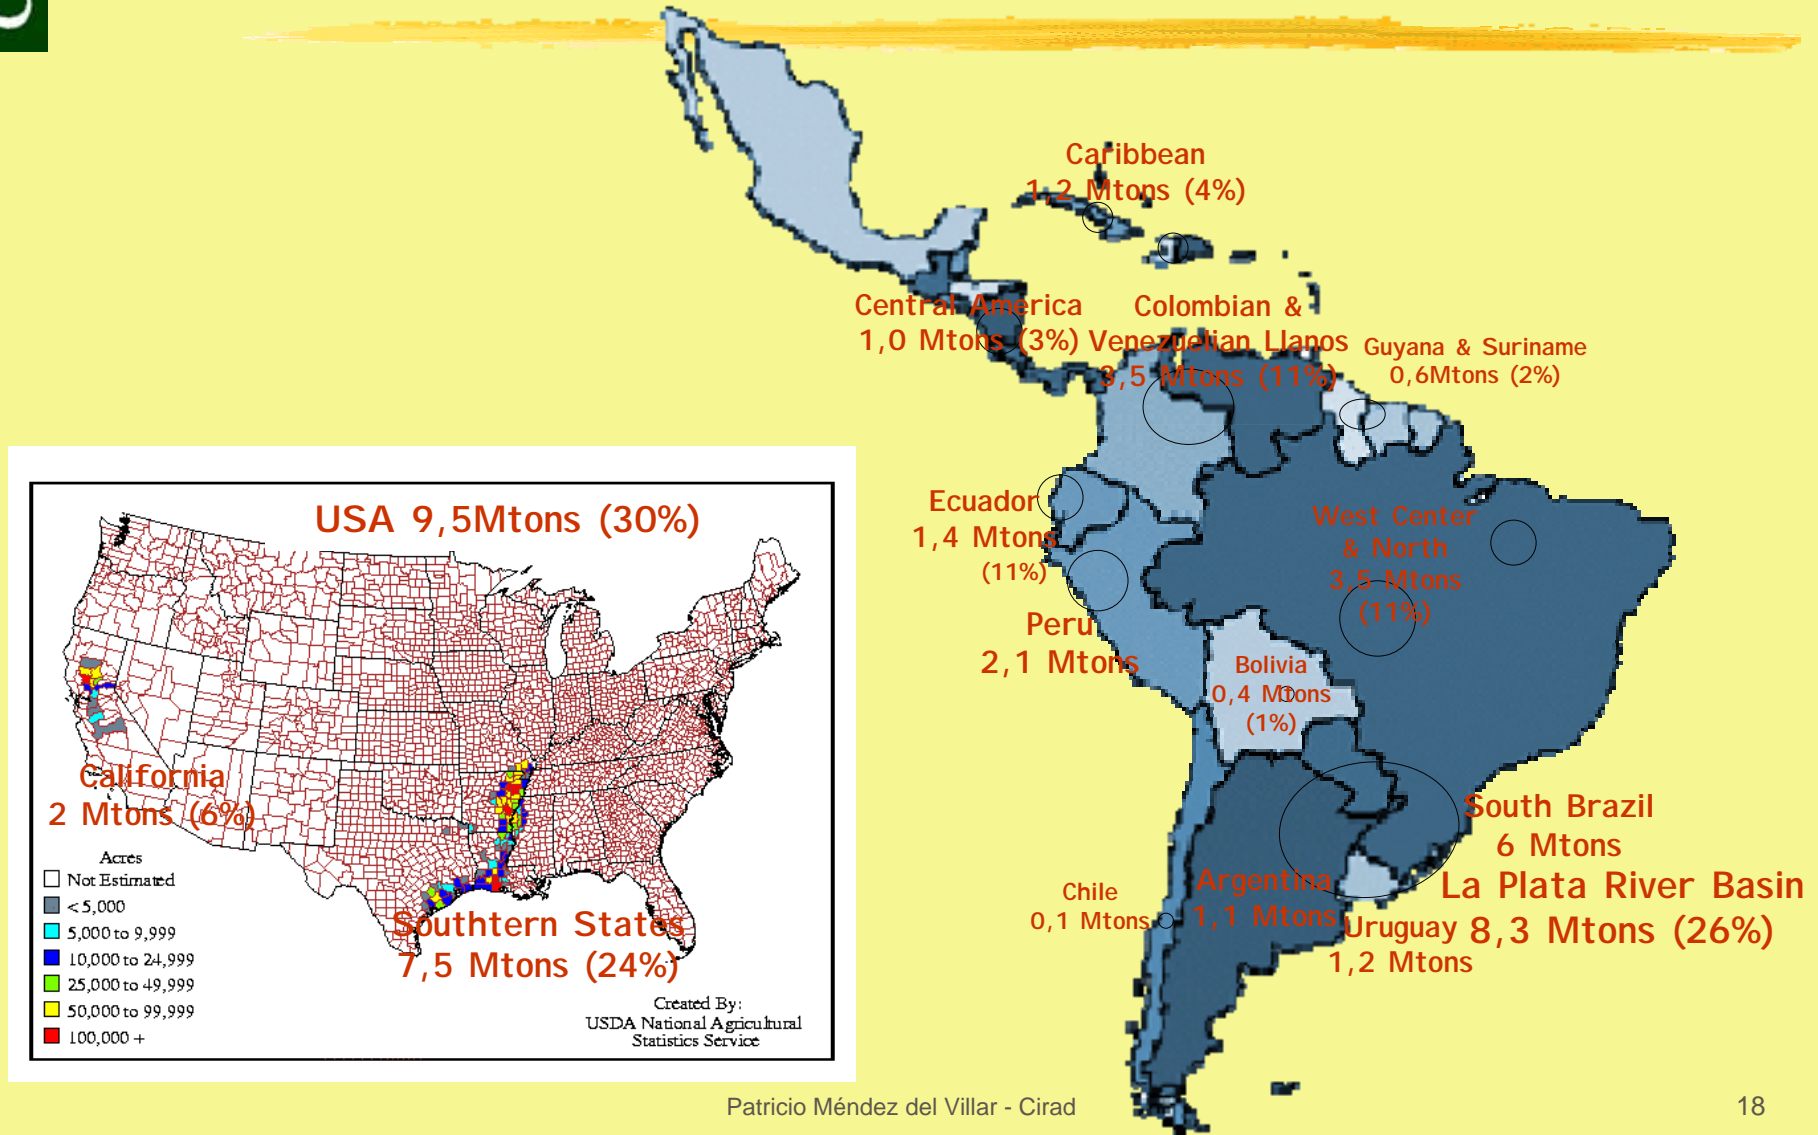 Caribbean
1,2 Mtons (4%)
Central America
1,0 Mtons (3%)
Colombian &
Venezuelian Llanos
3,5 Mtons (11%)
Guyana & Suriname
0,6Mtons (2%)
Ecuador
1,4 Mtons
(11%)
Peru
2,1 Mtons
West Center
& North
3,5 Mtons
(11%)
Bolivia
0,4 Mtons
(1%)
South Brazil
6 Mtons
La Plata River Basin
8,3 Mtons (26%)
Chile
0,1 Mtons
Argentina
1,1 Mtons
Uruguay
1,2 Mtons
USA 9,5Mtons (30%)
California
2 Mtons (6%)
Southtern States
7,5 Mtons (24%)
Acres
Not Estimated
< 5,000
5,000 to 9,999
10,000 to 24,999
25,000 to 49,999
50,000 to 99,999
100,000 +
Created By:
USDA National Agricultural
Statistics Service
Patricio Méndez del Villar - Cirad
18